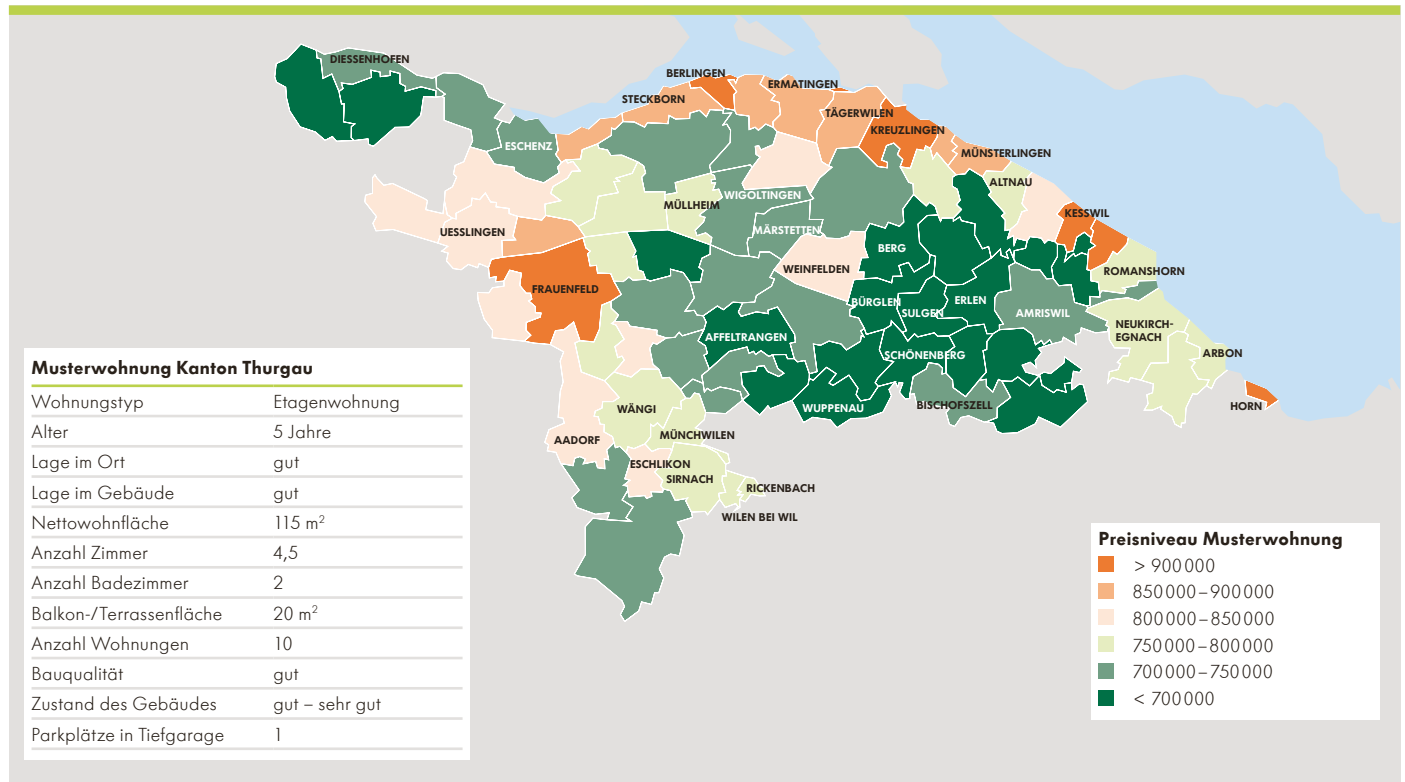 DIESSENHOFEN
BERLINGEN
ERMATINGEN
STECKBORN
TÄGERWILEN
KREUZLINGEN
ESCHENZ
MÜNSTERLINGEN
ALTNAU
WIGOLTINGEN
MÜLLHEIM
KESSWIL
UESSLINGEN
MÄRSTETTEN
BERG
WEINFELDEN
ROMANSHORN
FRAUENFELD
BÜRGLEN
ERLEN
SULGEN
AMRISWIL
NEUKIRCH-
EGNACH
AFFELTRANGEN
SCHÖNENBERG
ARBON
WUPPENAU
BISCHOFSZELL
HORN
WÄNGI
MÜNCHWILEN
AADORF
ESCHLIKON
SIRNACH
RICKENBACH
WILEN BEI WIL
Musterwohnung Kanton Thurgau
Wohnungstyp Etagenwohnung
Alter 5 Jahre
Lage im Ort gut
Lage im Gebäude gut
Nettowohnfläche 115 m²
Anzahl Zimmer 4,5
Anzahl Badezimmer 2
Balkon-/Terrassenfläche 20 m²
Anzahl Wohnungen 10
Bauqualität gut
Zustand des Gebäudes gut – sehr gut
Parkplätze in Tiefgarage 1
Preisniveau Musterwohnung
> 900 000
850 000 – 900 000
800 000 – 850 000
750 000 – 800 000
700 000 – 750 000
< 700 000